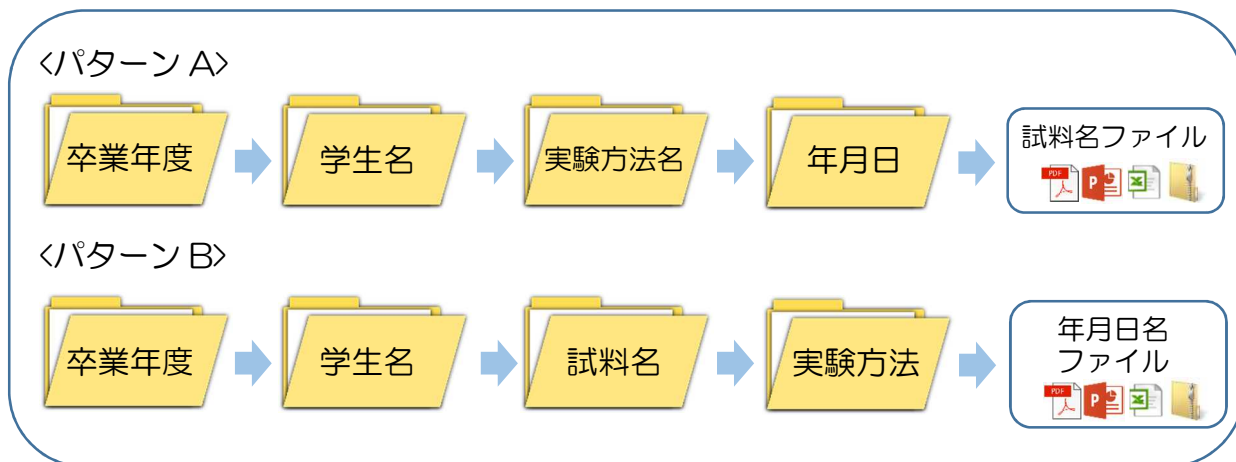 <パターン A>
卒業年度
学生名
実験方法名
年月日
試料名ファイル
PDF
P
X
<パターン B>
卒業年度
学生名
試料名
実験方法
年月日名
ファイル
PDF
P
X